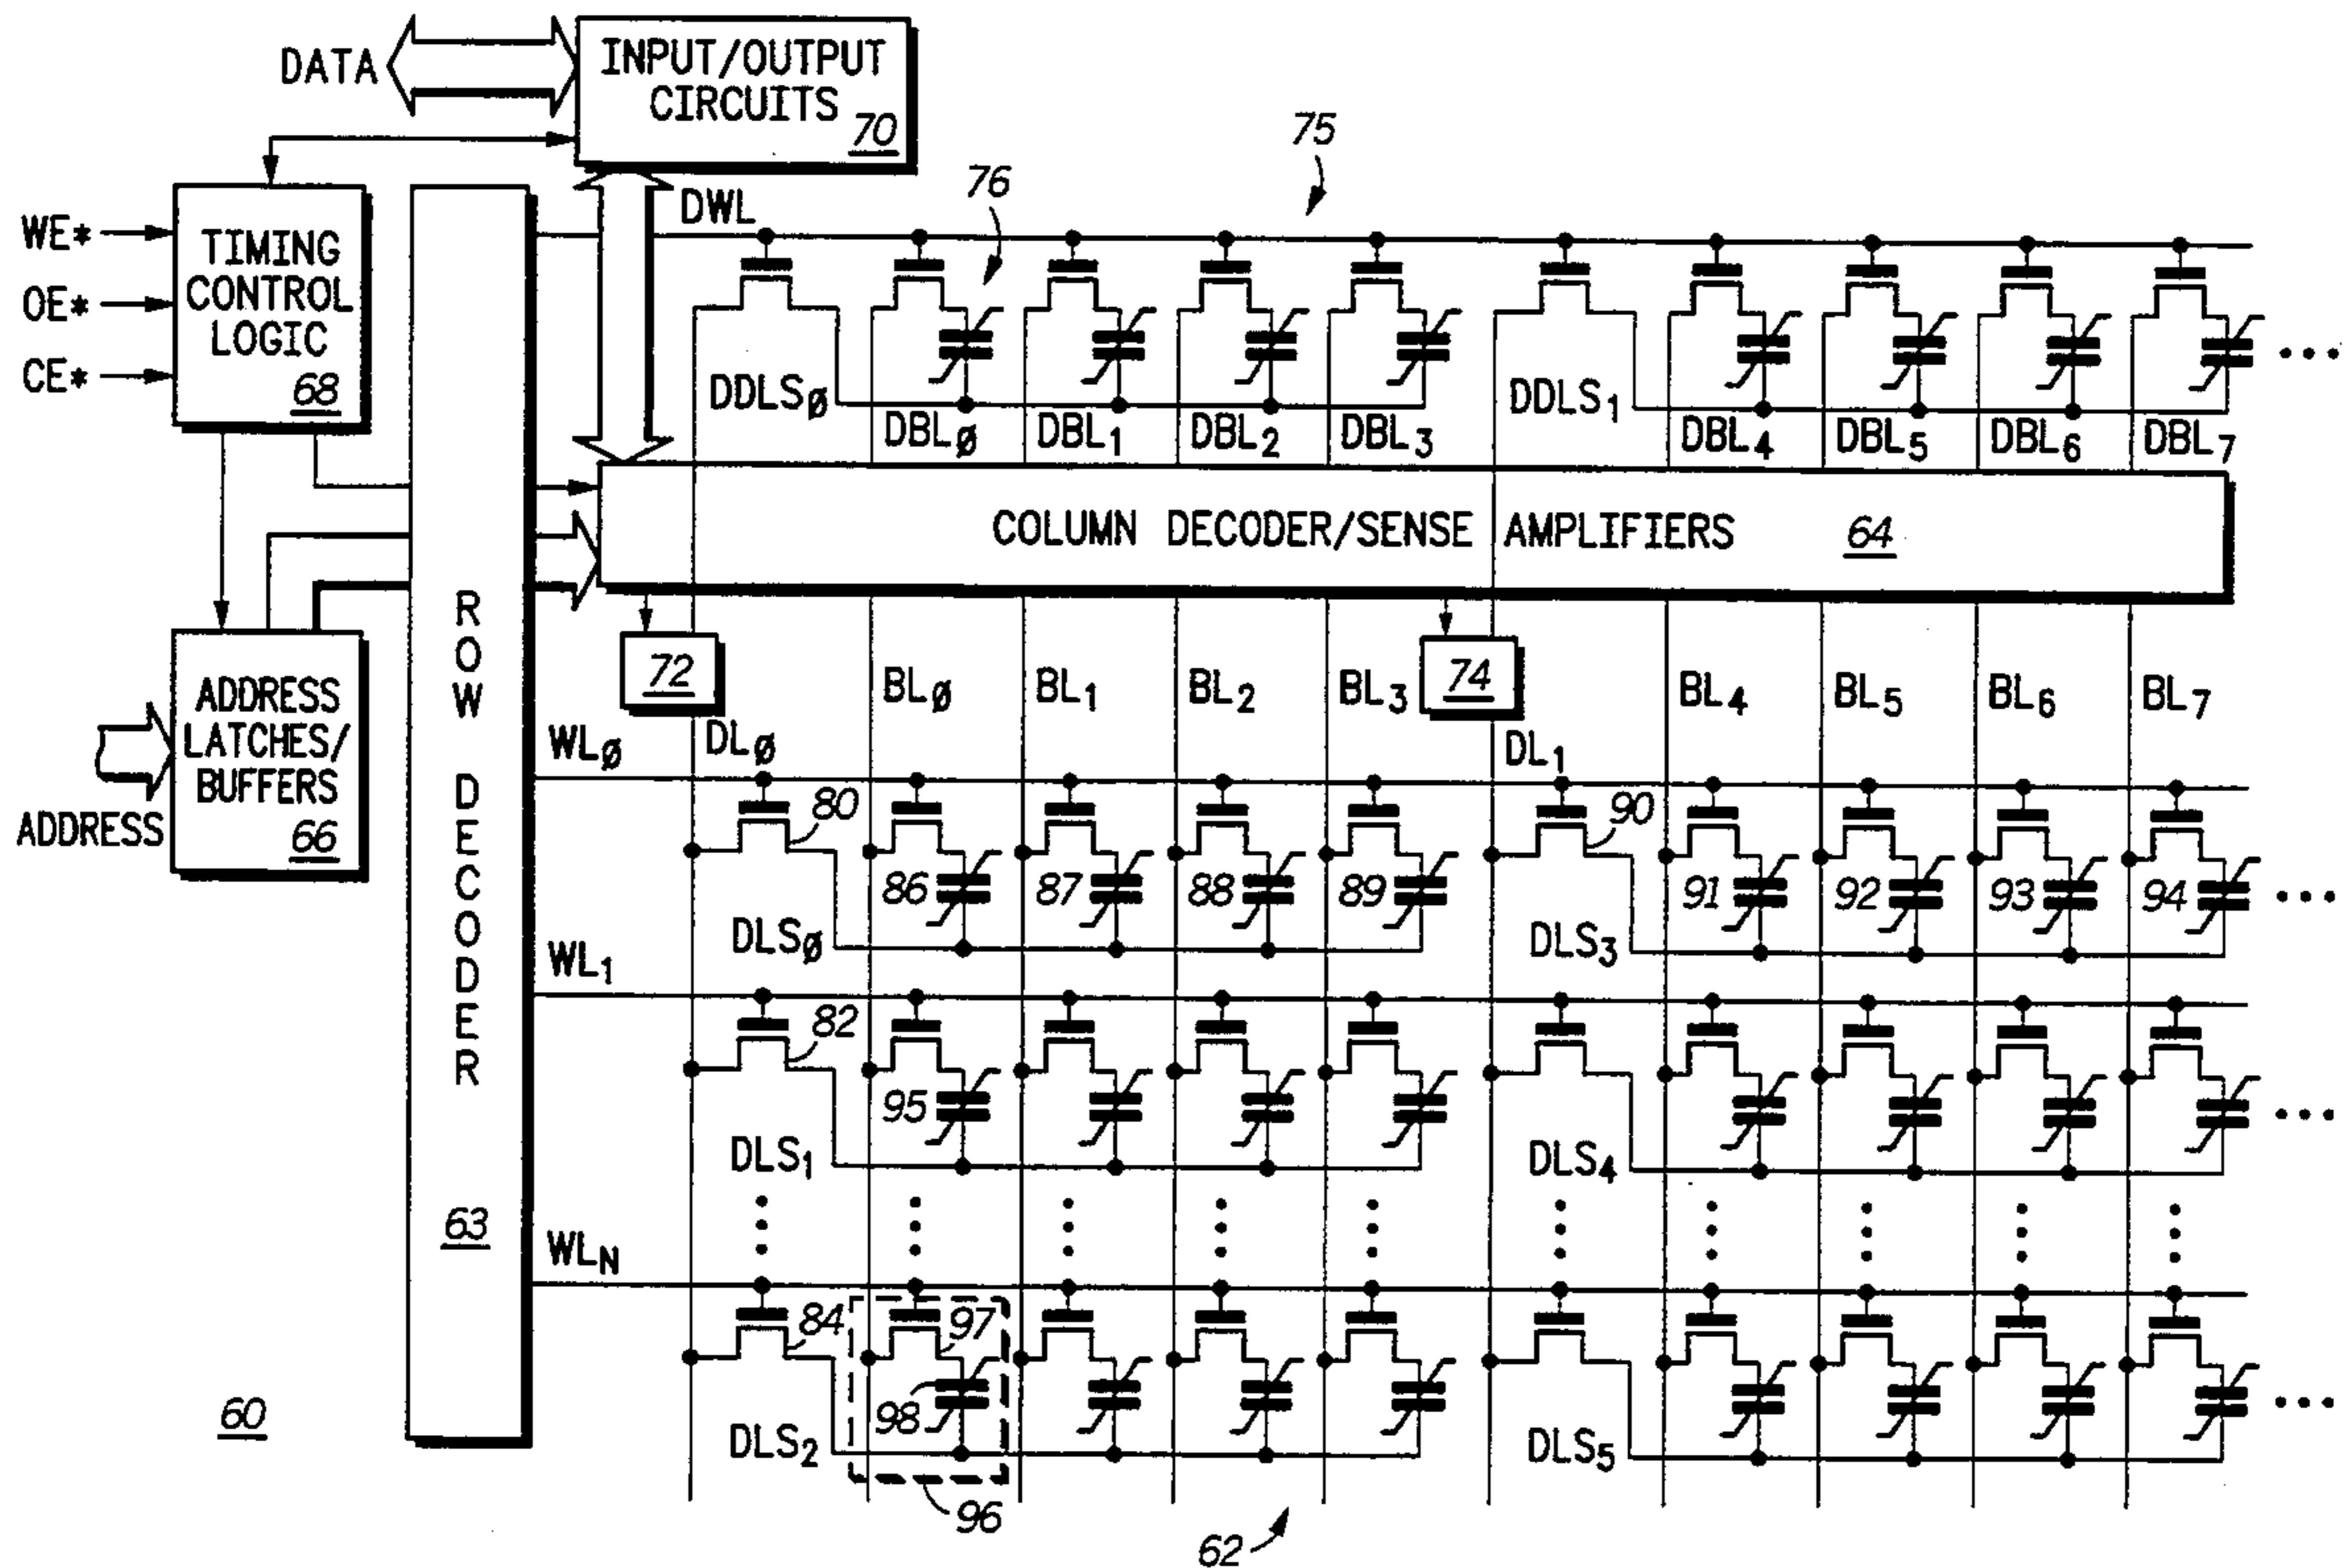 DATA
INPUT/OUTPUT
CIRCUITS
70
75
76
DWL
WE*
OE*
CE*
TIMING
CONTROL
LOGIC
68
DDLSø
DBLø
DBL1
DBL2
DBL3
DDLS1
DBL4
DBL5
DBL6
DBL7
COLUMN DECODER/SENSE AMPLIFIERS 64
ROW DECODER
63
ADDRESS
LATCHES/
BUFFERS
66
ADDRESS
72
BLø
BL1
BL2
BL3
74
BL4
BL5
BL6
BL7
WLø
DLø
DL1
80
90
86
87
88
89
91
92
93
94
DLSø
DLS3
WL1
82
95
DLS1
DLS4
WLN
84
97
98
DLS2
DLS5
96
60
62